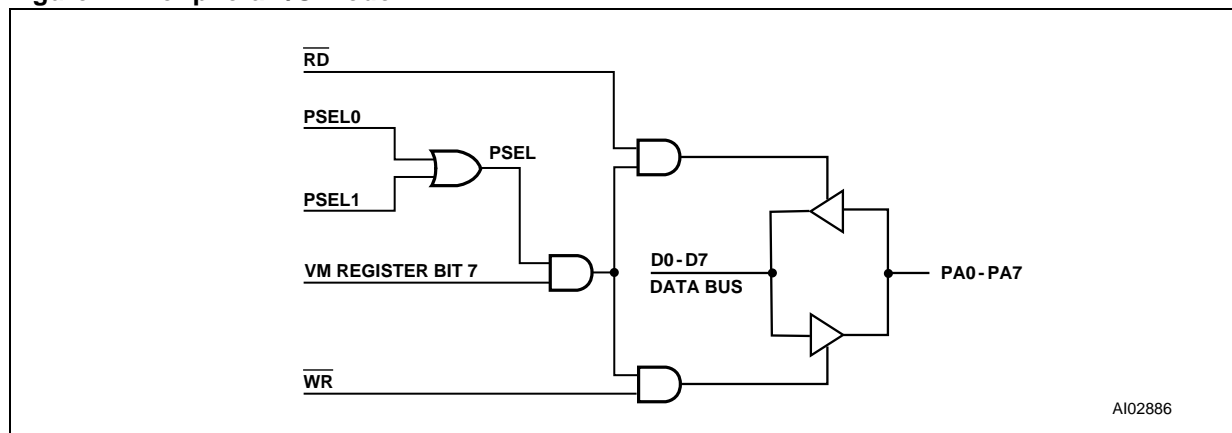 RD
PSEL0
PSEL
PSEL1
VM REGISTER BIT 7
D0-D7
DATA BUS
PA0-PA7
WR
AI02886